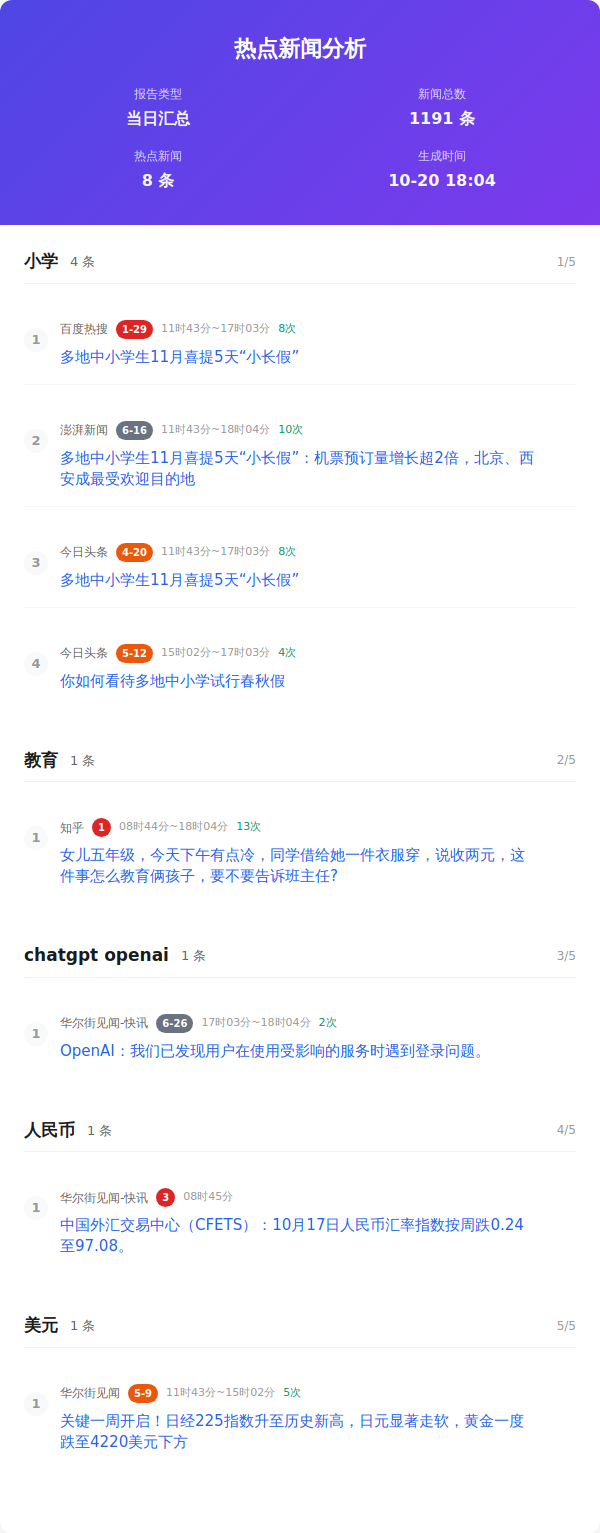 热点新闻分析
报告类型
新闻总数
当日汇总
1191 条
热点新闻
生成时间
8 条
10-20 18:04
小学 4 条 1/5
1
百度热搜 1-29 11时43分~17时03分 8次
多地中小学生11月喜提5天“小长假”
2
澎湃新闻 6-16 11时43分~18时04分 10次
多地中小学生11月喜提5天“小长假”：机票预订量增长超2倍，北京、西
安成最受欢迎目的地
3
今日头条 4-20 11时43分~17时03分 8次
多地中小学生11月喜提5天“小长假”
4
今日头条 5-12 15时02分~17时03分 4次
你如何看待多地中小学试行春秋假
教育 1 条 2/5
1
知乎 1 08时44分~18时04分 13次
女儿五年级，今天下午有点冷，同学借给她一件衣服穿，说收两元，这
件事怎么教育俩孩子，要不要告诉班主任?
chatgpt openai 1 条 3/5
1
华尔街见闻-快讯 6-26 17时03分~18时04分 2次
OpenAI：我们已发现用户在使用受影响的服务时遇到登录问题。
人民币 1 条 4/5
1
华尔街见闻-快讯 3 08时45分
中国外汇交易中心（CFETS）：10月17日人民币汇率指数按周跌0.24
至97.08。
美元 1 条 5/5
1
华尔街见闻 5-9 11时43分~15时02分 5次
关键一周开启！日经225指数升至历史新高，日元显著走软，黄金一度
跌至4220美元下方